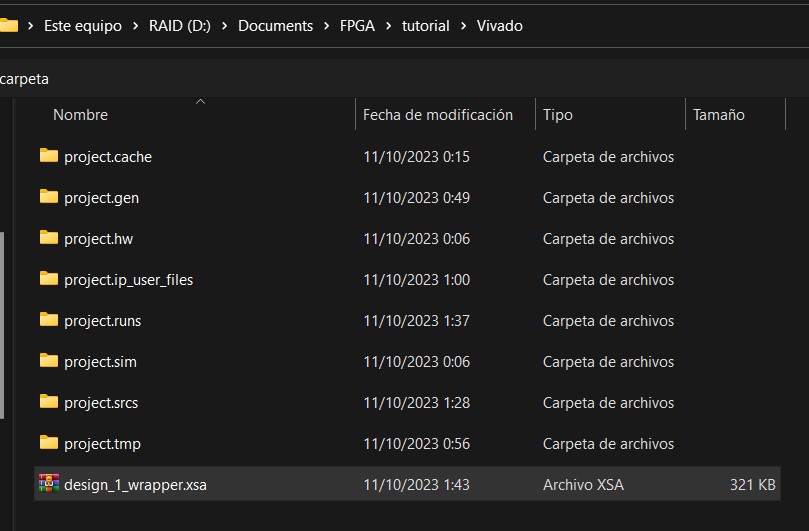 Este equipo > RAID (D:) > Documents > FPGA > tutorial > Vivado
carpeta
Nombre Fecha de modificación Tipo Tamaño
project.cache 11/10/2023 0:15 Carpeta de archivos
project.gen 11/10/2023 0:49 Carpeta de archivos
project.hw 11/10/2023 0:06 Carpeta de archivos
project.ip_user_files 11/10/2023 1:00 Carpeta de archivos
project.runs 11/10/2023 1:37 Carpeta de archivos
project.sim 11/10/2023 0:06 Carpeta de archivos
project.srcs 11/10/2023 1:28 Carpeta de archivos
project.tmp 11/10/2023 0:56 Carpeta de archivos
design_1_wrapper.xsa 11/10/2023 1:43 Archivo XSA 321 KB